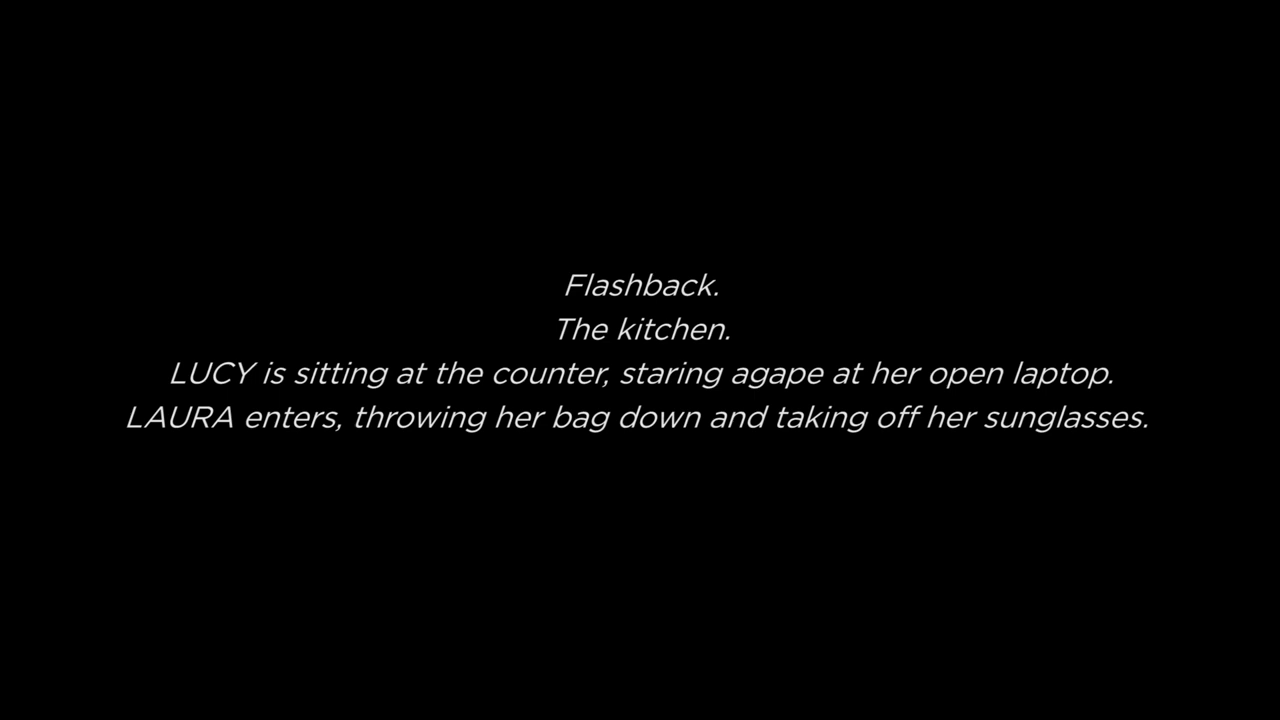 Flashback.
The kitchen.
LUCY is sitting at the counter, staring agape at her open laptop.
LAURA enters, throwing her bag down and taking off her sunglasses.